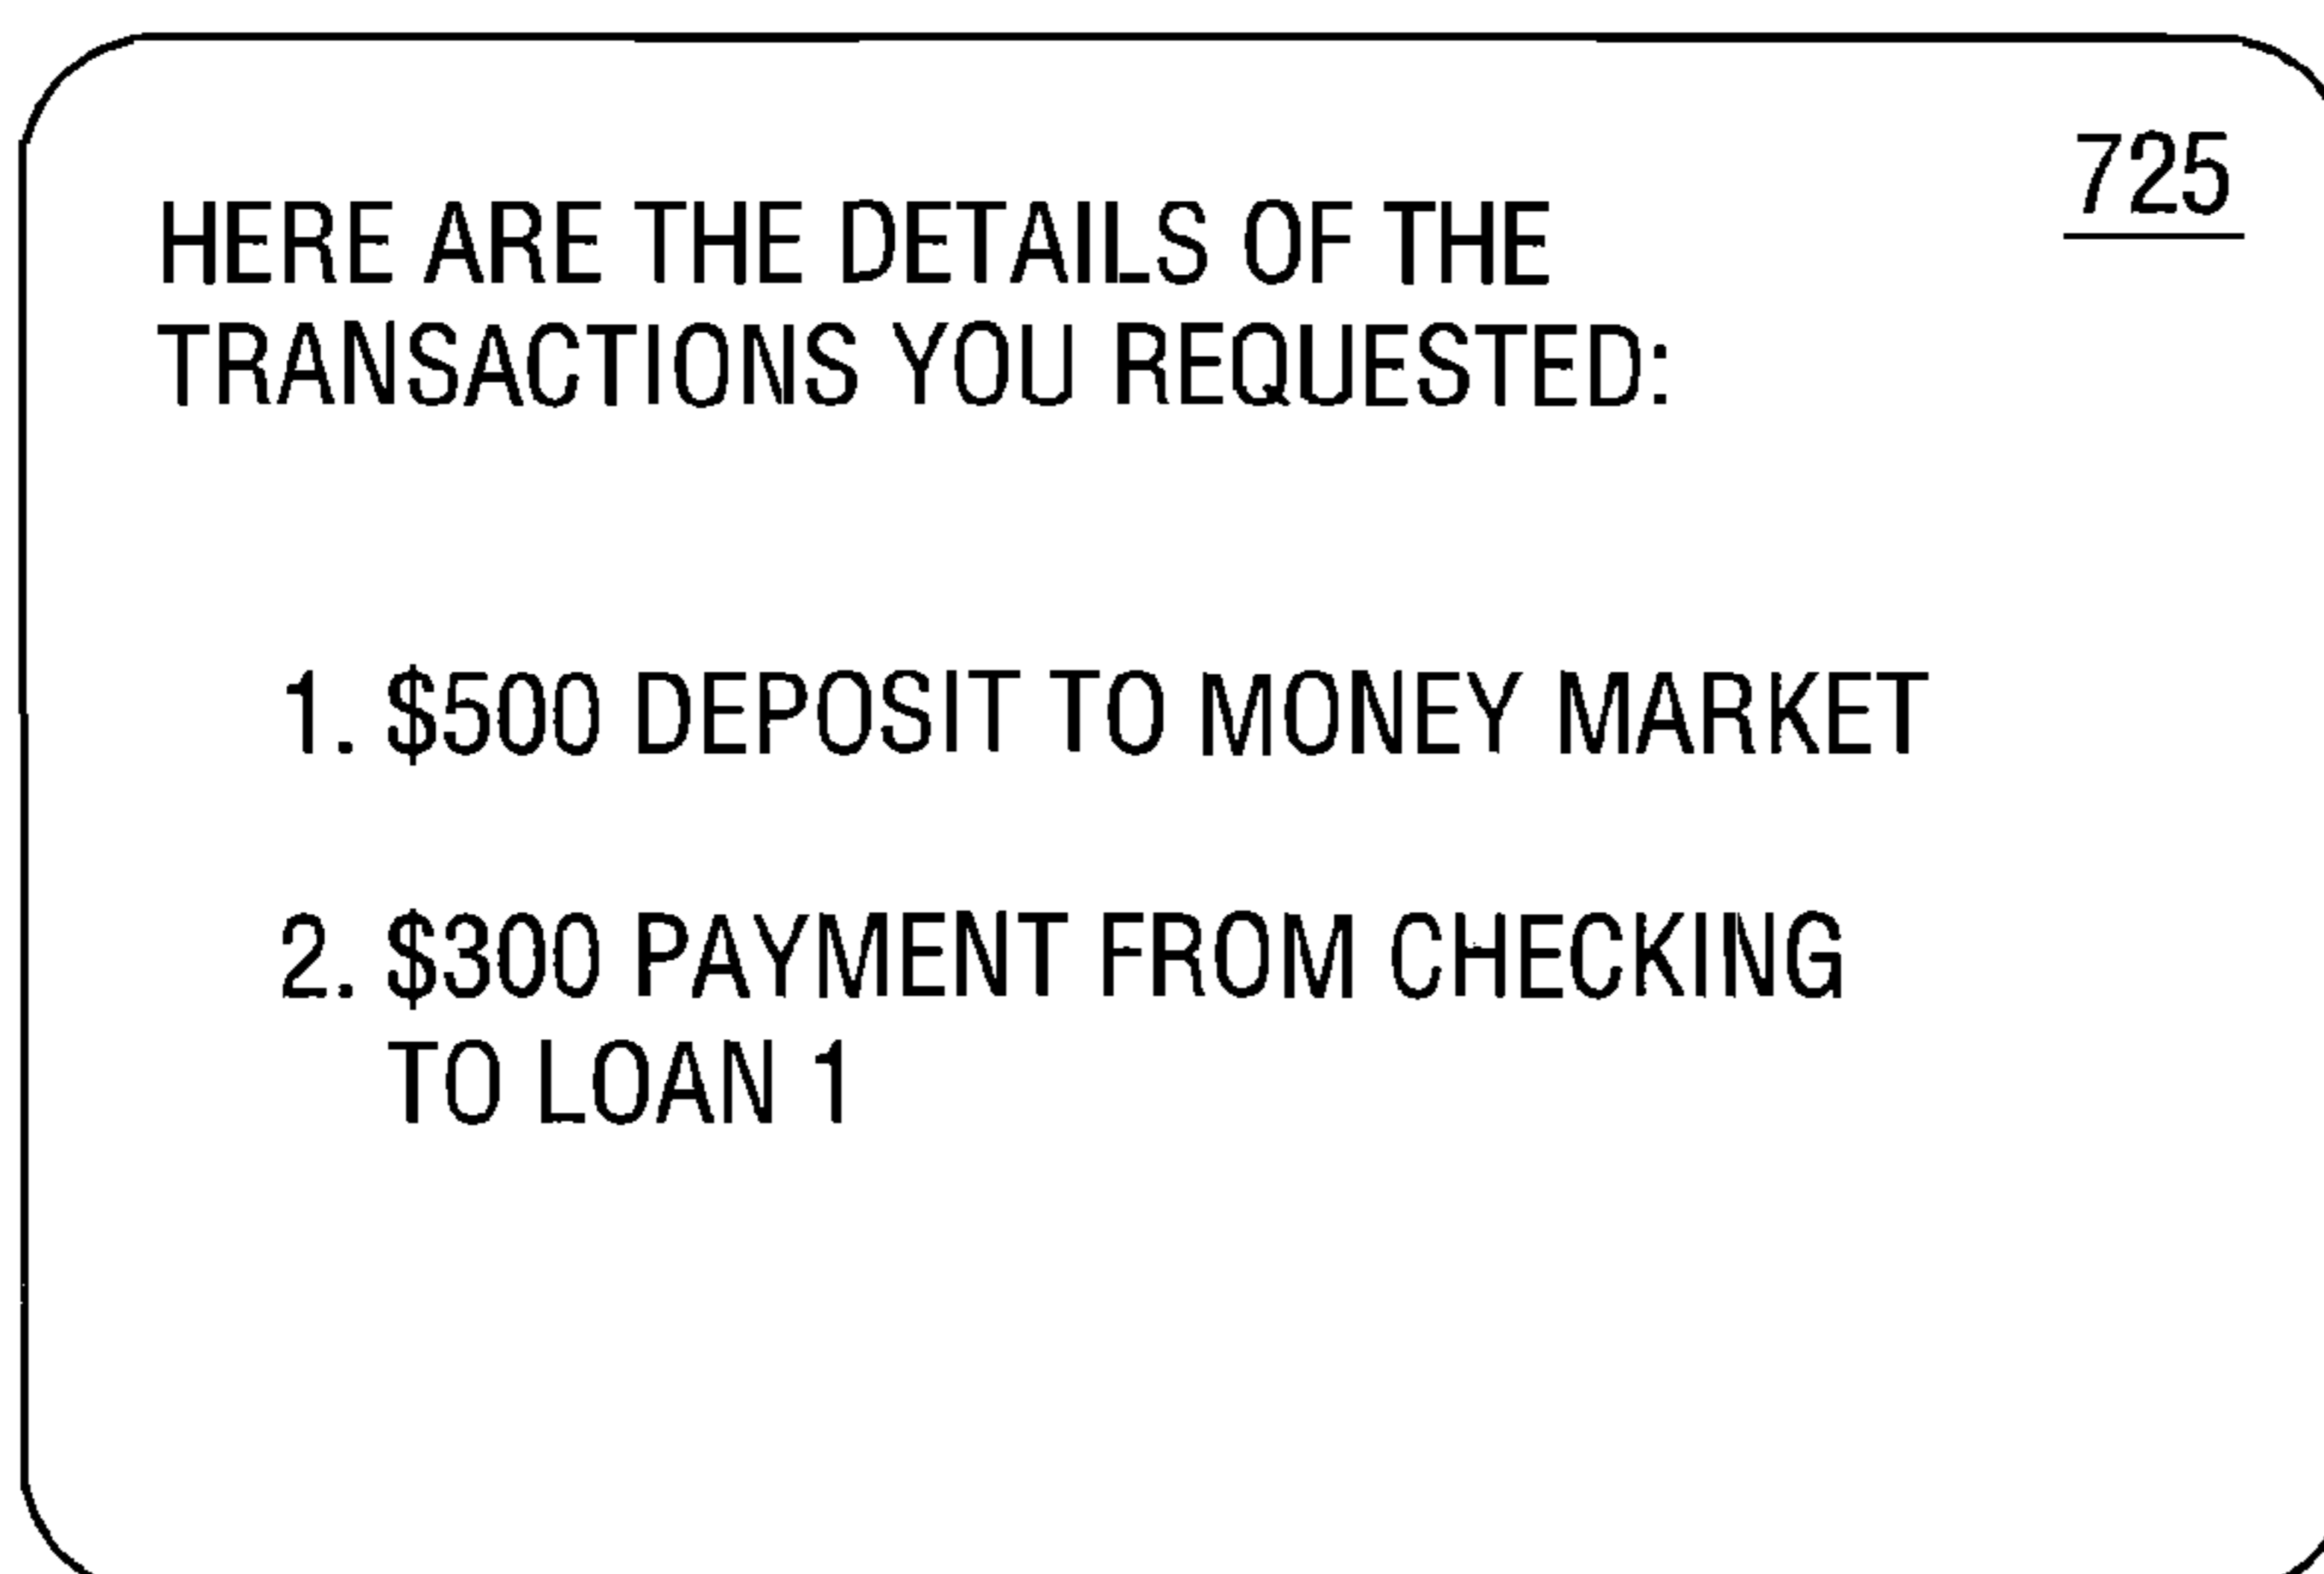 725
HERE ARE THE DETAILS OF THE
TRANSACTIONS YOU REQUESTED:
1. $500 DEPOSIT TO MONEY MARKET
2. $300 PAYMENT FROM CHECKING
TO LOAN 1